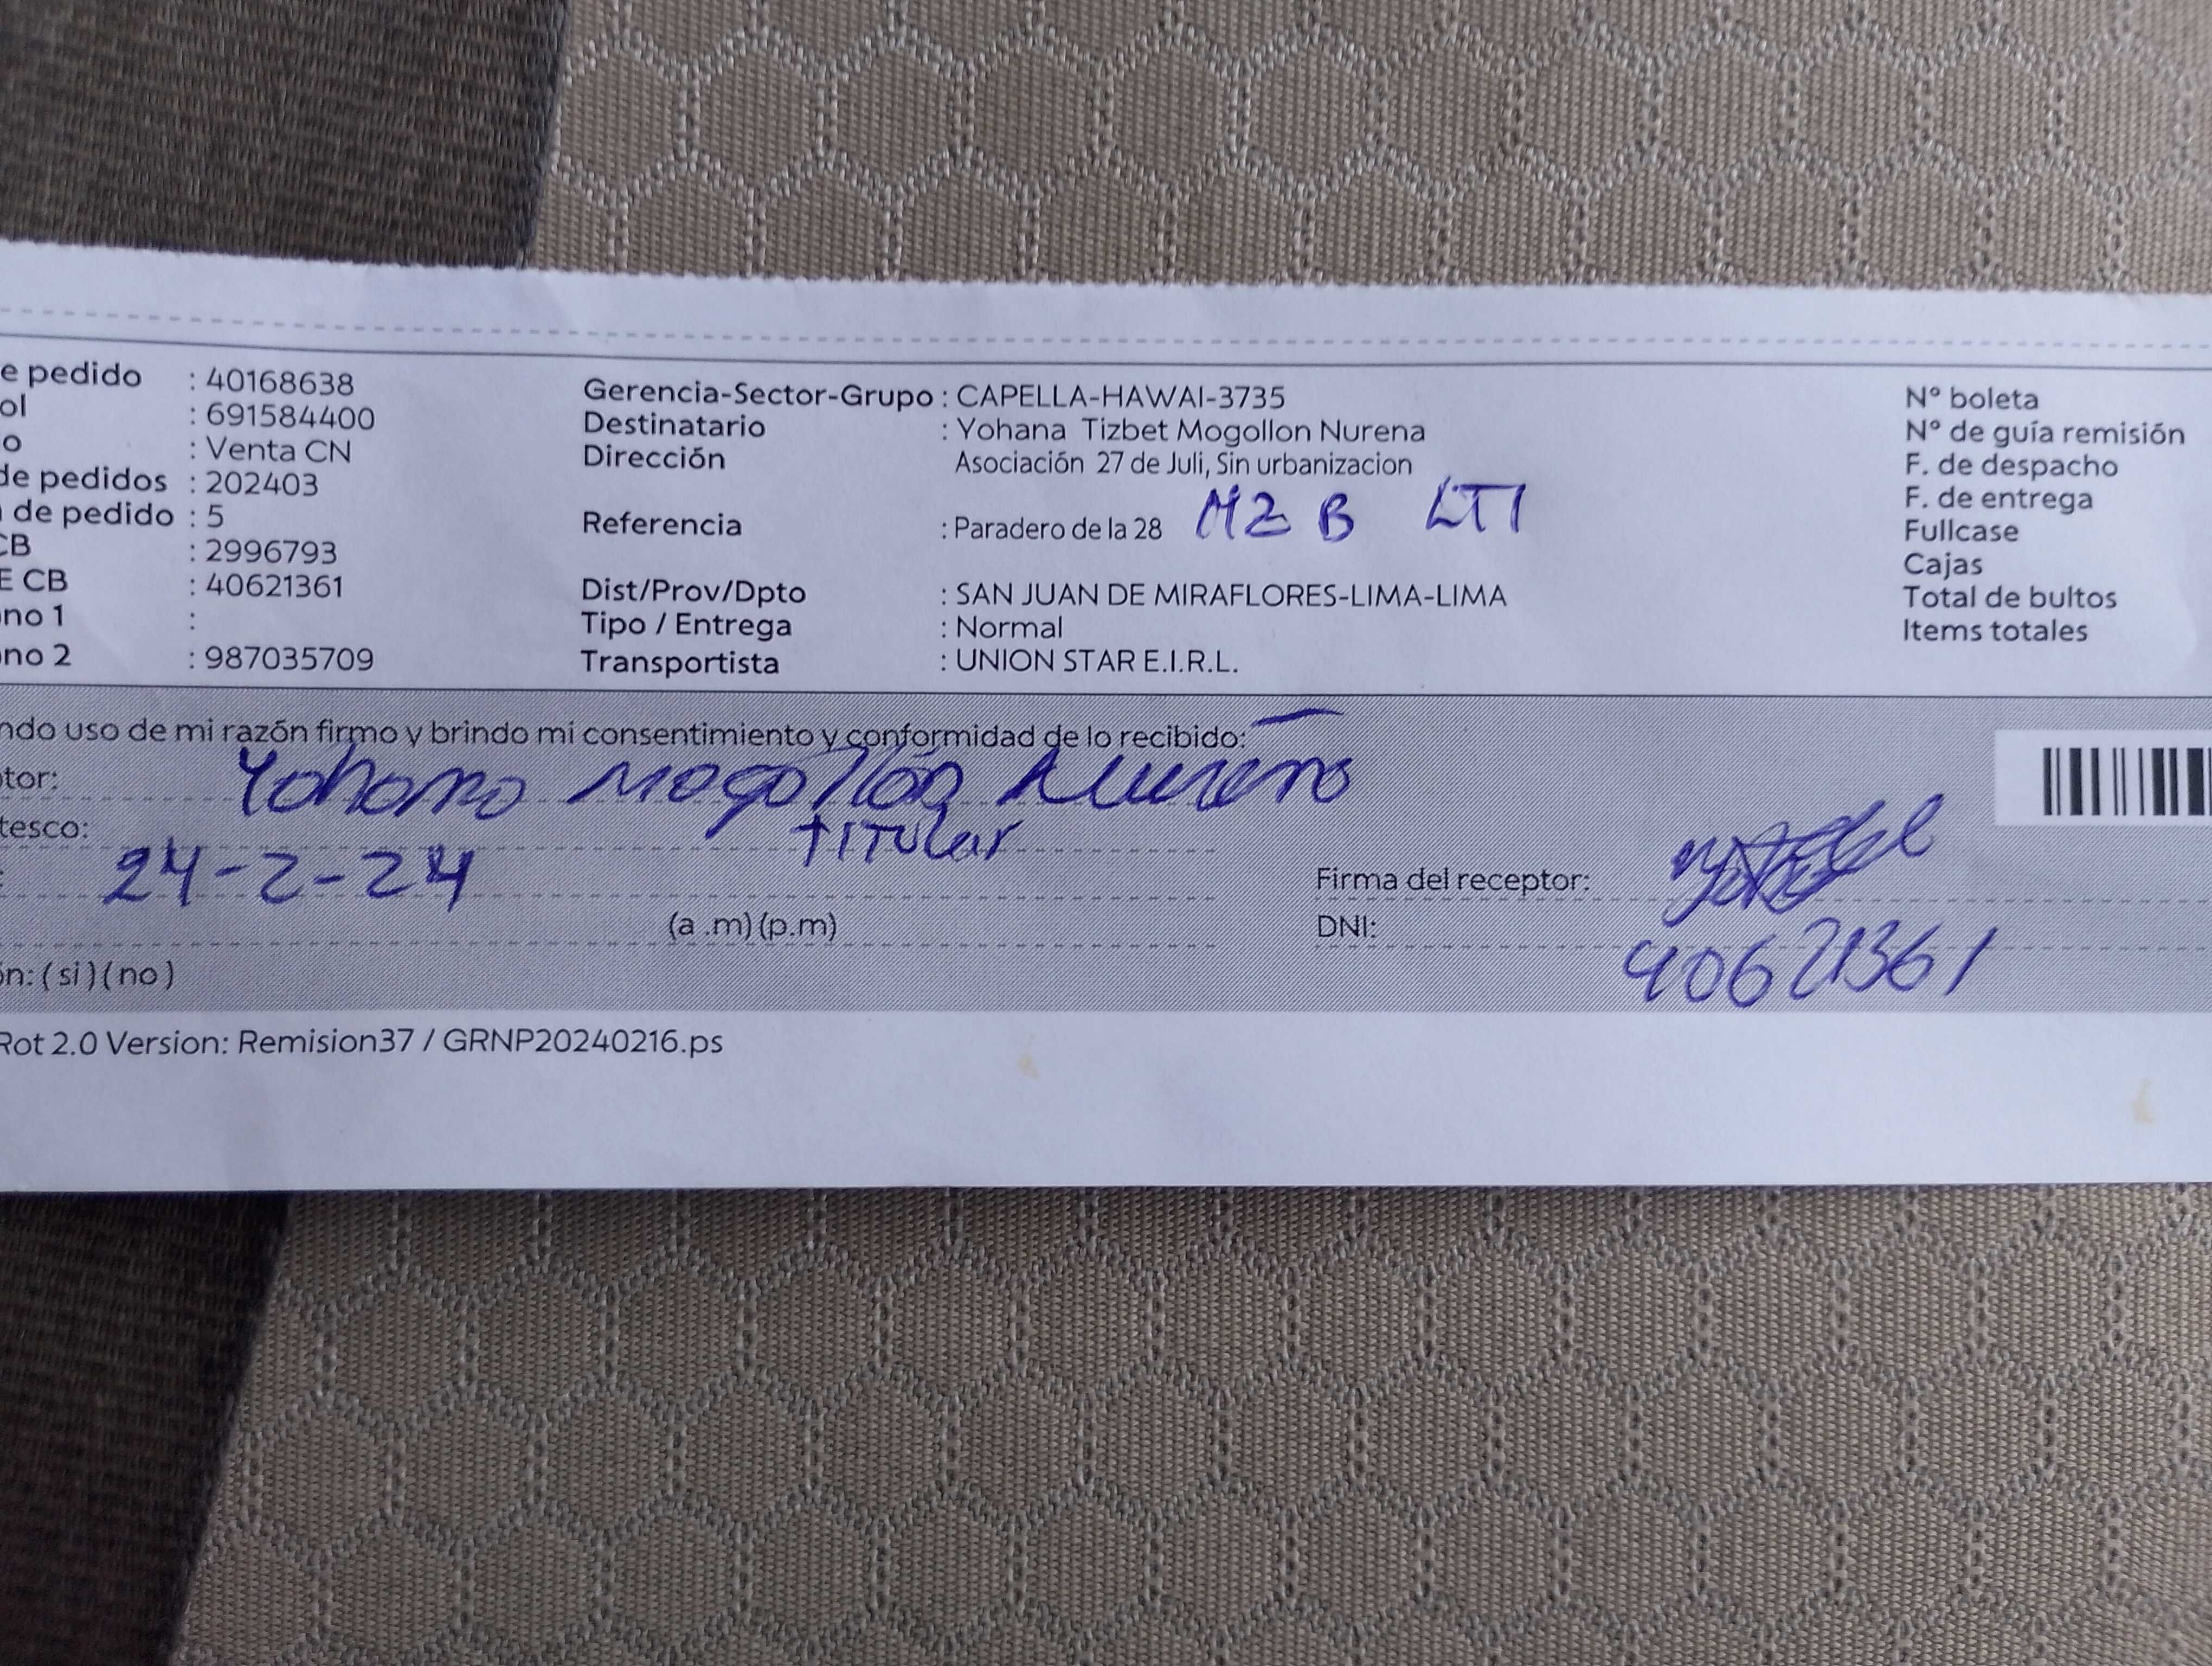 e pedido : 40168638
ol : 691584400
o : Venta CN
de pedidos : 202403
de pedido : 5
CB : 2996793
E CB : 40621361
no 1 :
no 2 : 987035709
Gerencia-Sector-Grupo : CAPELLA-HAWAI-3735
Destinatario : Yohana Tizbet Mogollon Nurena
Dirección Asociación 27 de Juli, Sin urbanizacion
Referencia : Paradero de la 28 MZ B LT1
Dist/Prov/Dpto : SAN JUAN DE MIRAFLORES-LIMA-LIMA
Tipo / Entrega : Normal
Transportista : UNION STAR E.I.R.L.
N° boleta
N° de guía remisión
F. de despacho
F. de entrega
Fullcase
Cajas
Total de bultos
Items totales
ndo uso de mi razón firmo y brindo mi consentimiento y conformidad de lo recibido:
tor: Yohana Mogollón Nureña
tesco: Titular
: 24-2-24
Firma del receptor:
(a .m) (p.m)
DNI: 40621361
ón: ( si ) ( no )
Rot 2.0 Version: Remision37 / GRNP20240216.ps